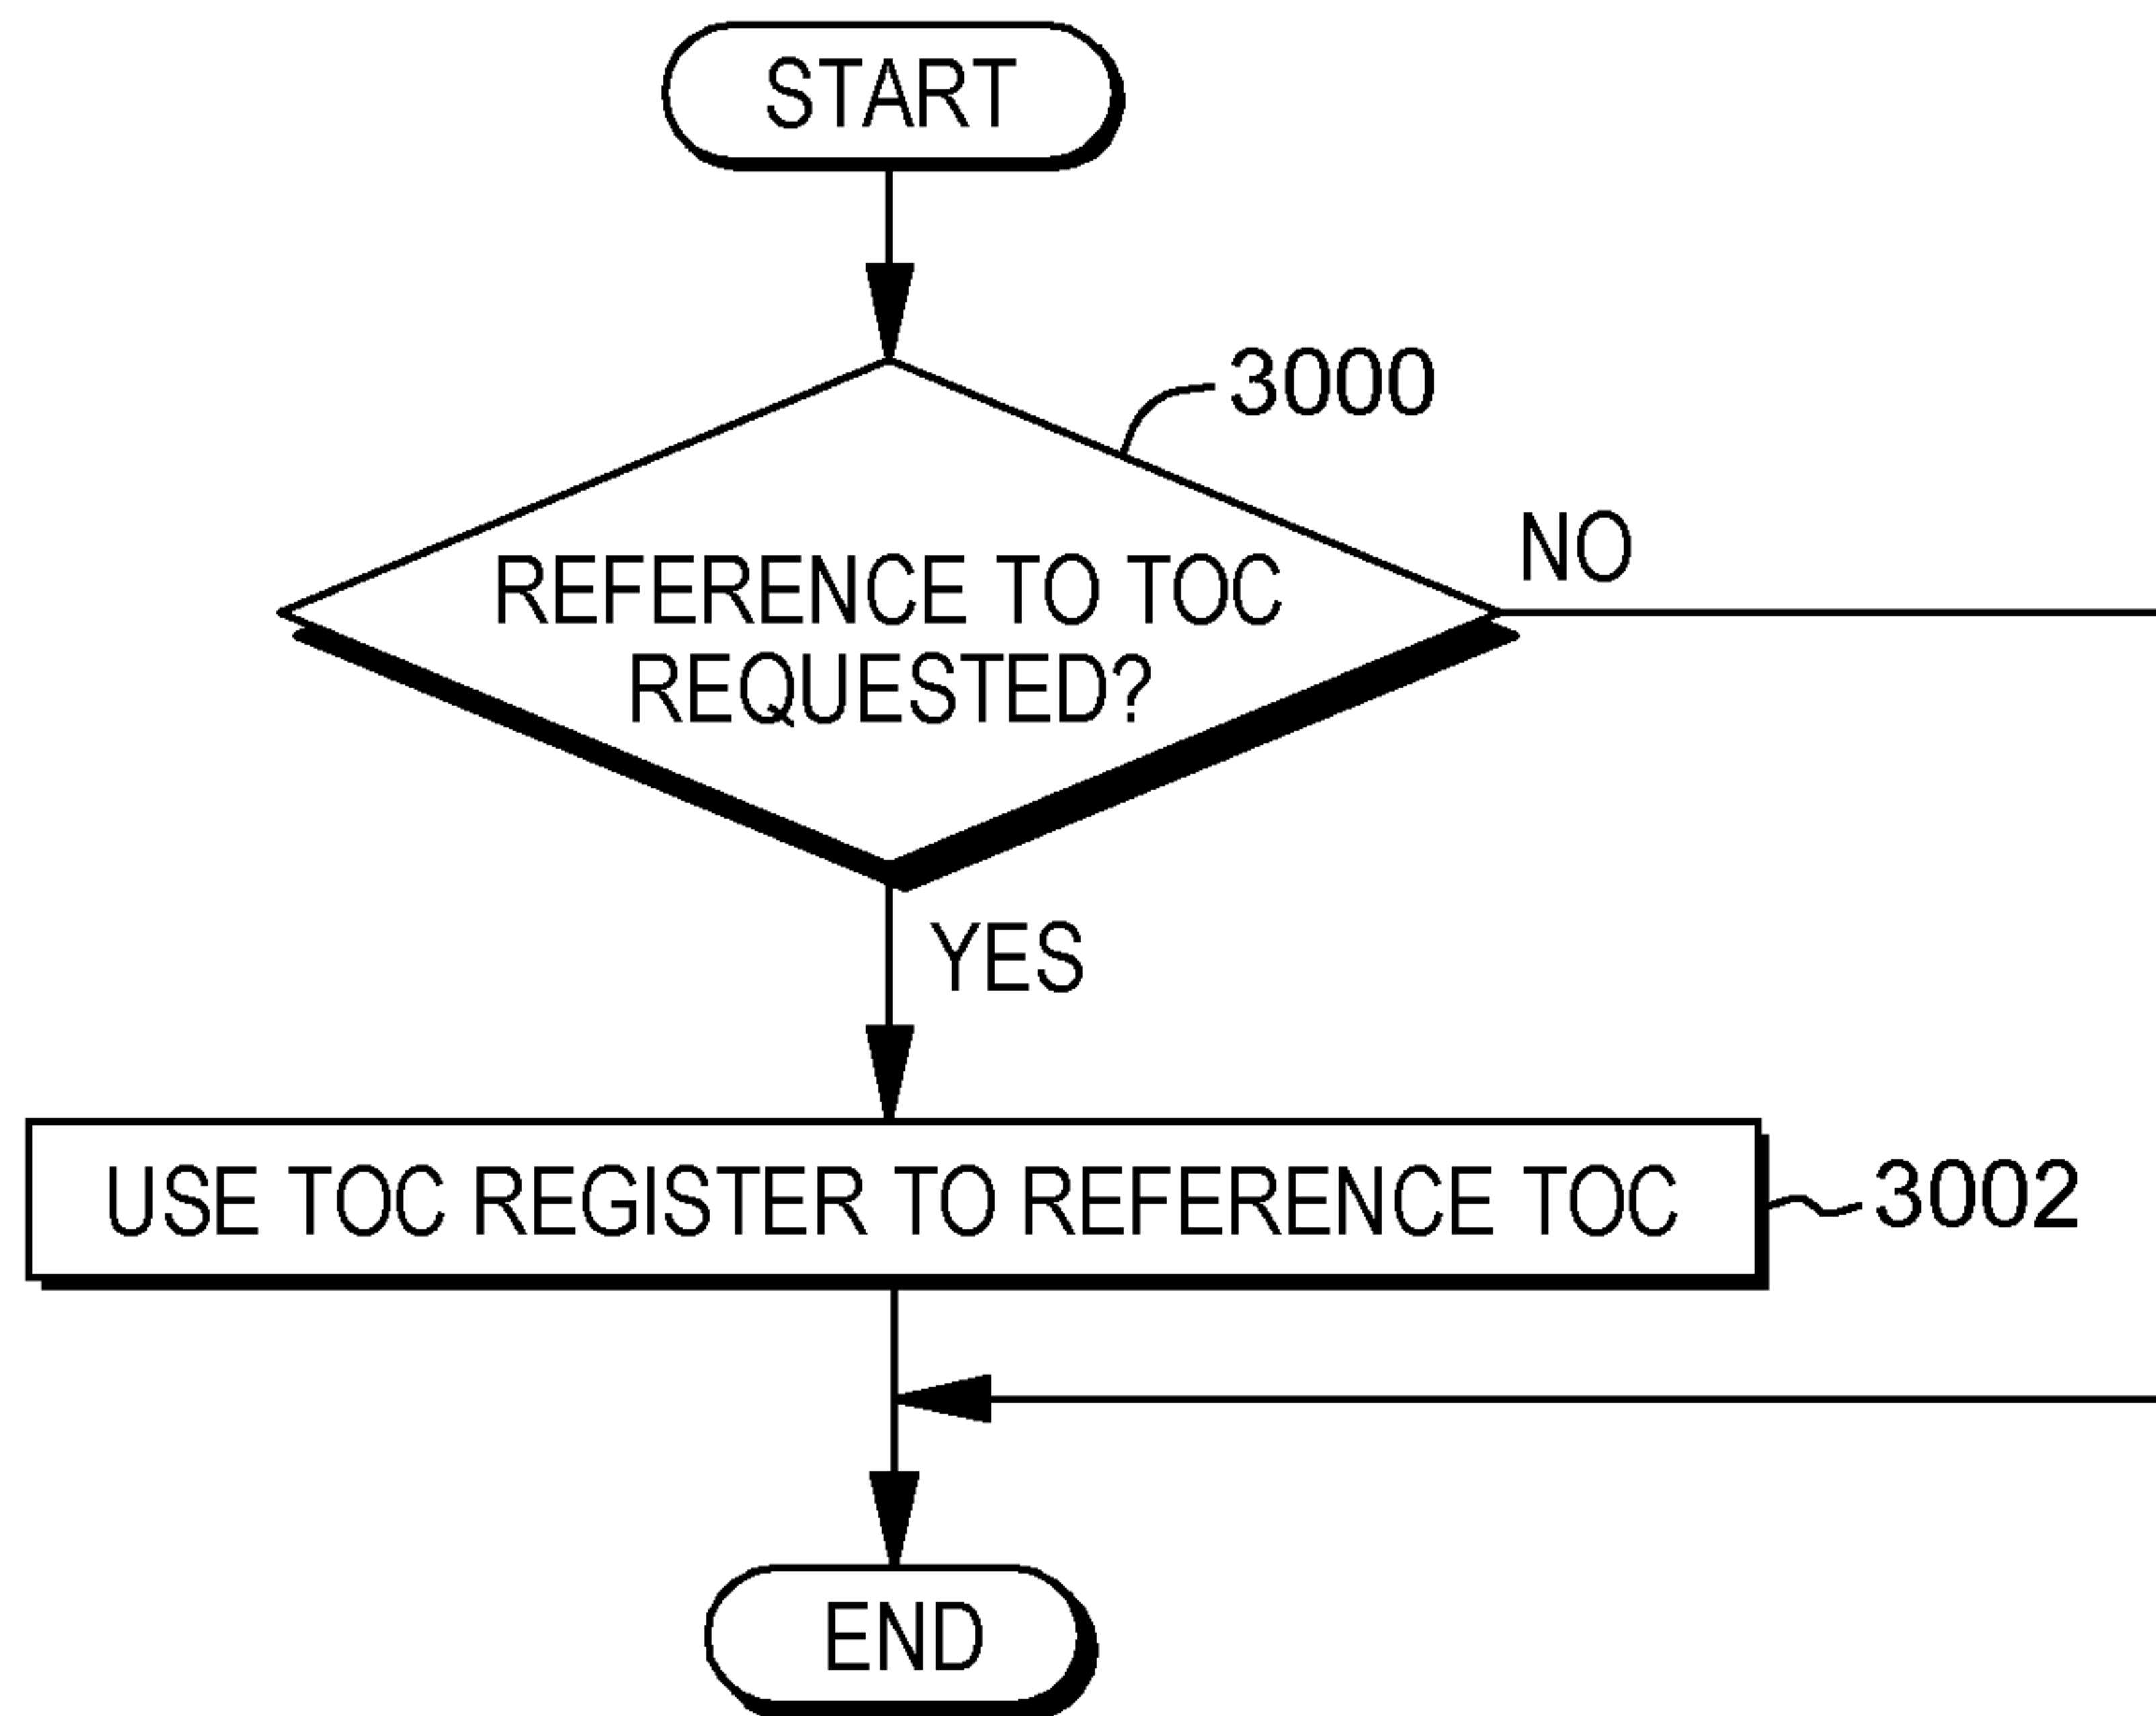 START
3000
NO
REFERENCE TO TOC
REQUESTED?
YES
USE TOC REGISTER TO REFERENCE TOC
3002
END